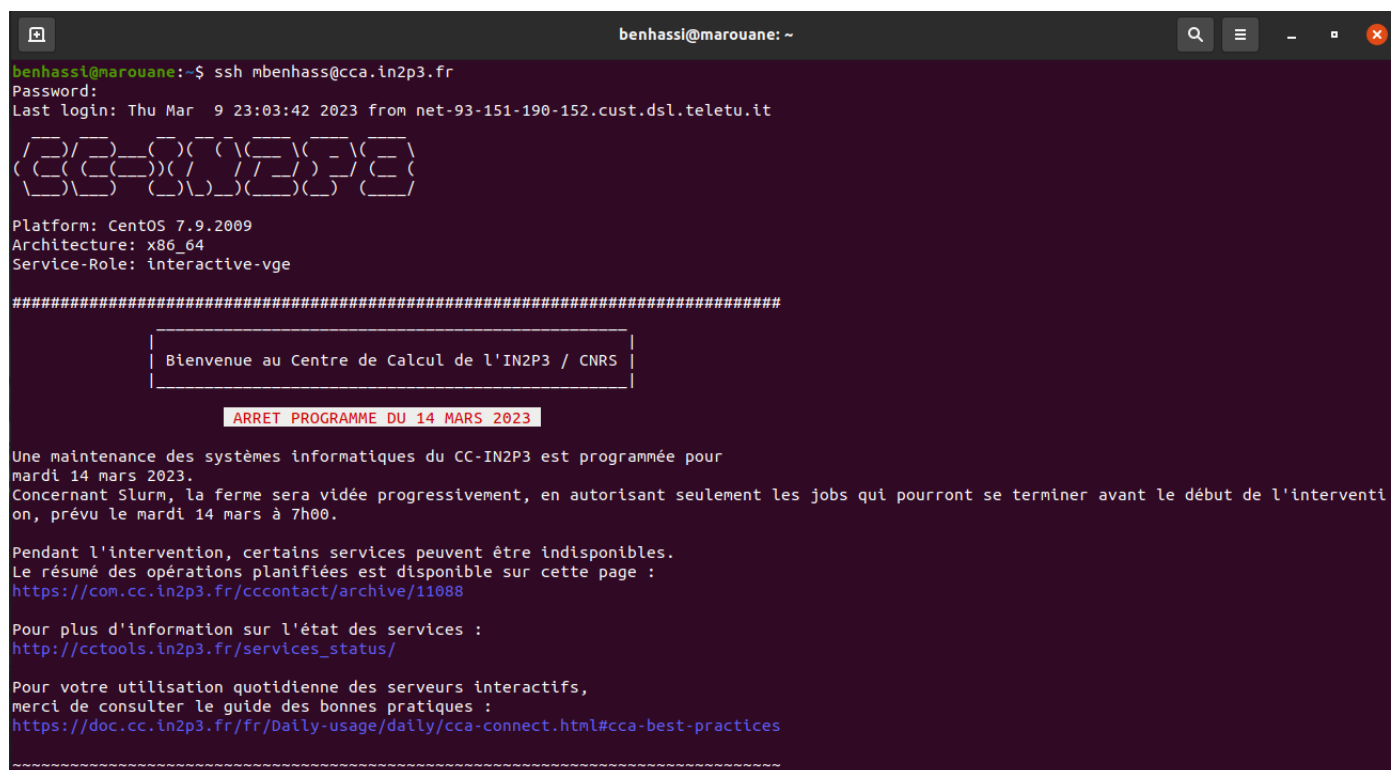 benhassi@marouane: ~
benhassi@marouane:~$ ssh mbenhass@cca.in2p3.fr
Password:
Last login: Thu Mar  9 23:03:42 2023 from net-93-151-190-152.cust.dsl.teletu.it
CC-IN2P3
Platform: CentOS 7.9.2009
Architecture: x86_64
Service-Role: interactive-vge
################################################################################
Bienvenue au Centre de Calcul de l'IN2P3 / CNRS
ARRET PROGRAMME DU 14 MARS 2023
Une maintenance des systèmes informatiques du CC-IN2P3 est programmée pour
mardi 14 mars 2023.
Concernant Slurm, la ferme sera vidée progressivement, en autorisant seulement les jobs qui pourront se terminer avant le début de l'interventi
on, prévu le mardi 14 mars à 7h00.
Pendant l'intervention, certains services peuvent être indisponibles.
Le résumé des opérations planifiées est disponible sur cette page :
https://com.cc.in2p3.fr/cccontact/archive/11088
Pour plus d'information sur l'état des services :
http://cctools.in2p3.fr/services_status/
Pour votre utilisation quotidienne des serveurs interactifs,
merci de consulter le guide des bonnes pratiques :
https://doc.cc.in2p3.fr/fr/Daily-usage/daily/cca-connect.html#cca-best-practices
~~~~~~~~~~~~~~~~~~~~~~~~~~~~~~~~~~~~~~~~~~~~~~~~~~~~~~~~~~~~~~~~~~~~~~~~~~~~~~~~